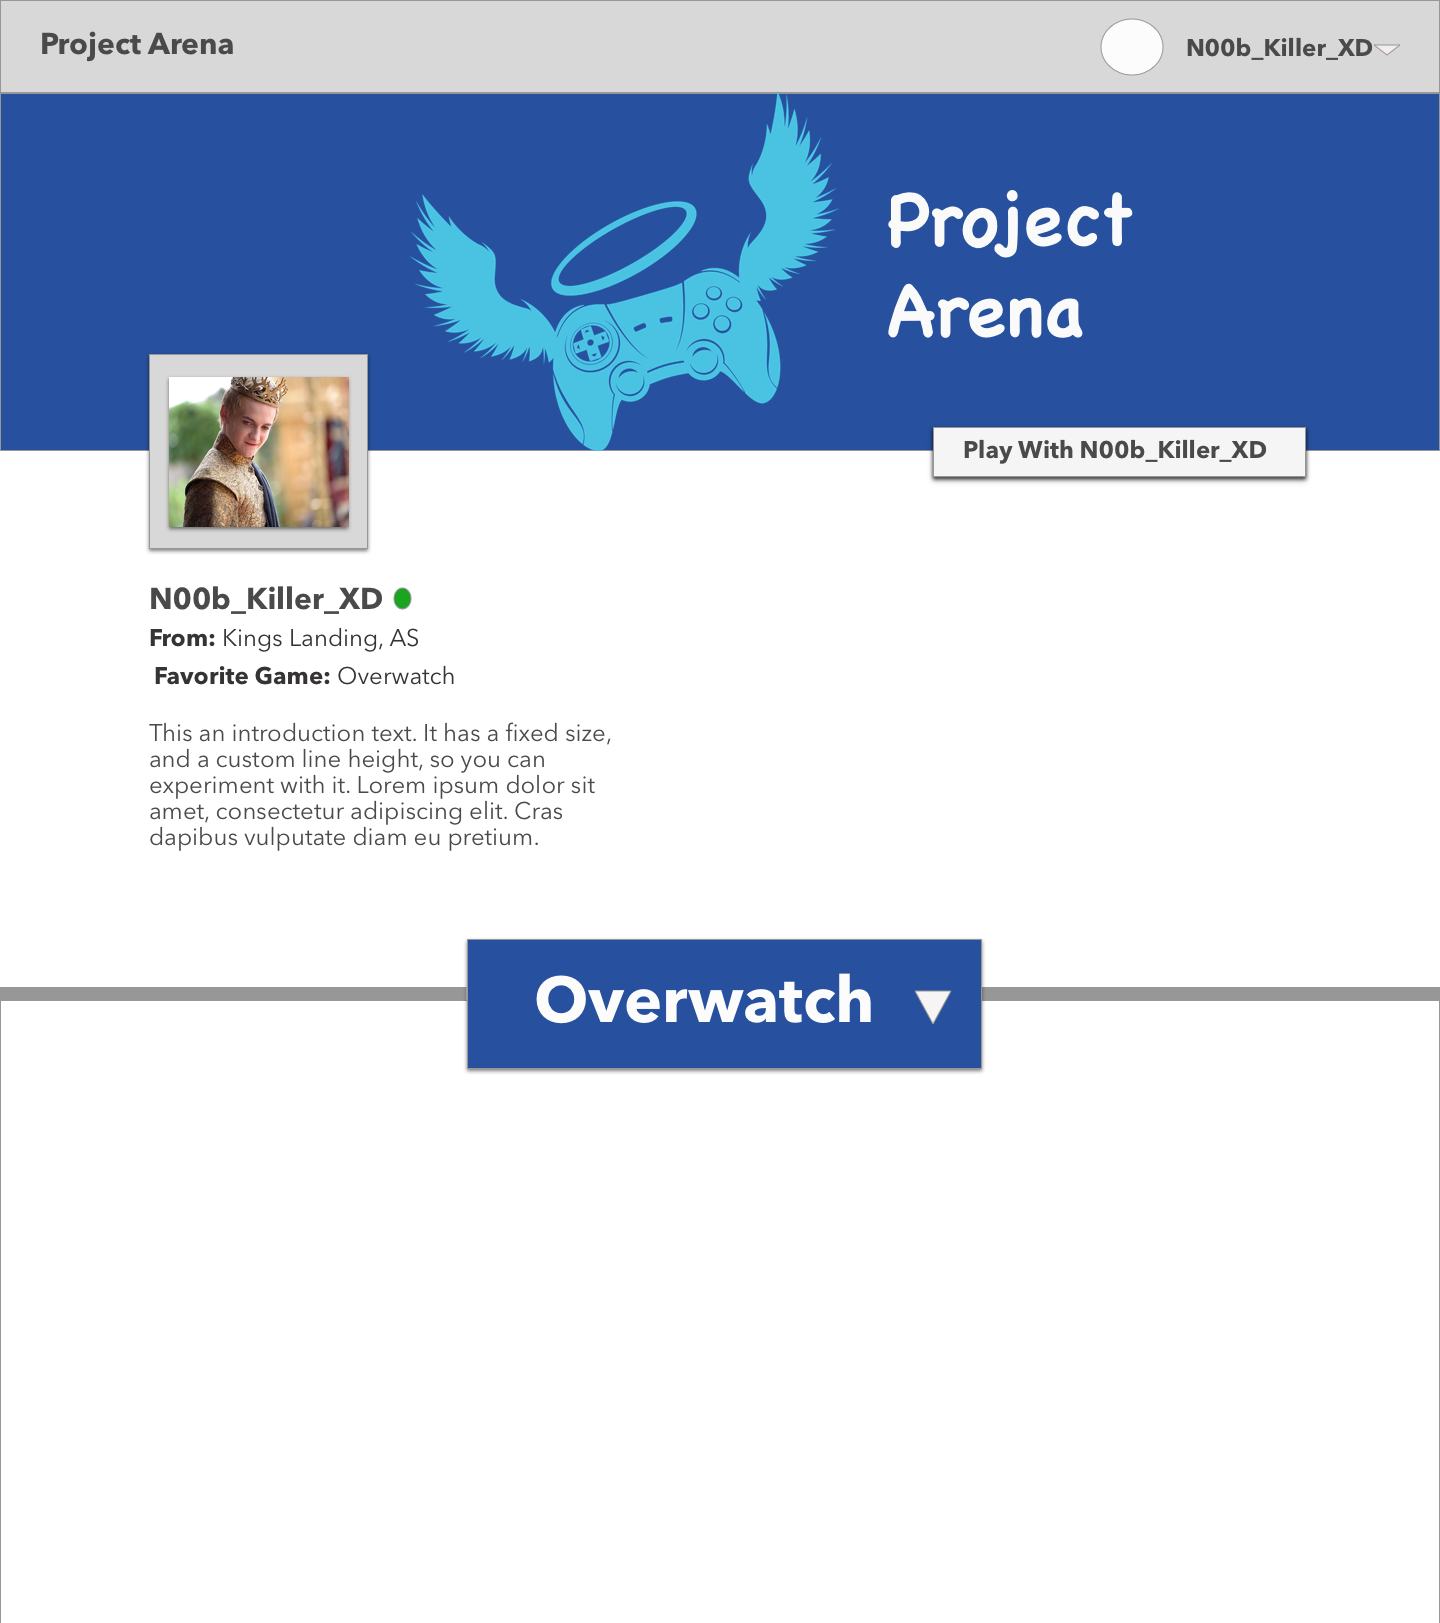 Project Arena
N00b_Killer_XD
Project
Arena
Play With N00b_Killer_XD
N00b_Killer_XD
From: Kings Landing, AS
Favorite Game: Overwatch
This an introduction text. It has a fixed size,
and a custom line height, so you can
experiment with it. Lorem ipsum dolor sit
amet, consectetur adipiscing elit. Cras
dapibus vulputate diam eu pretium.
Overwatch